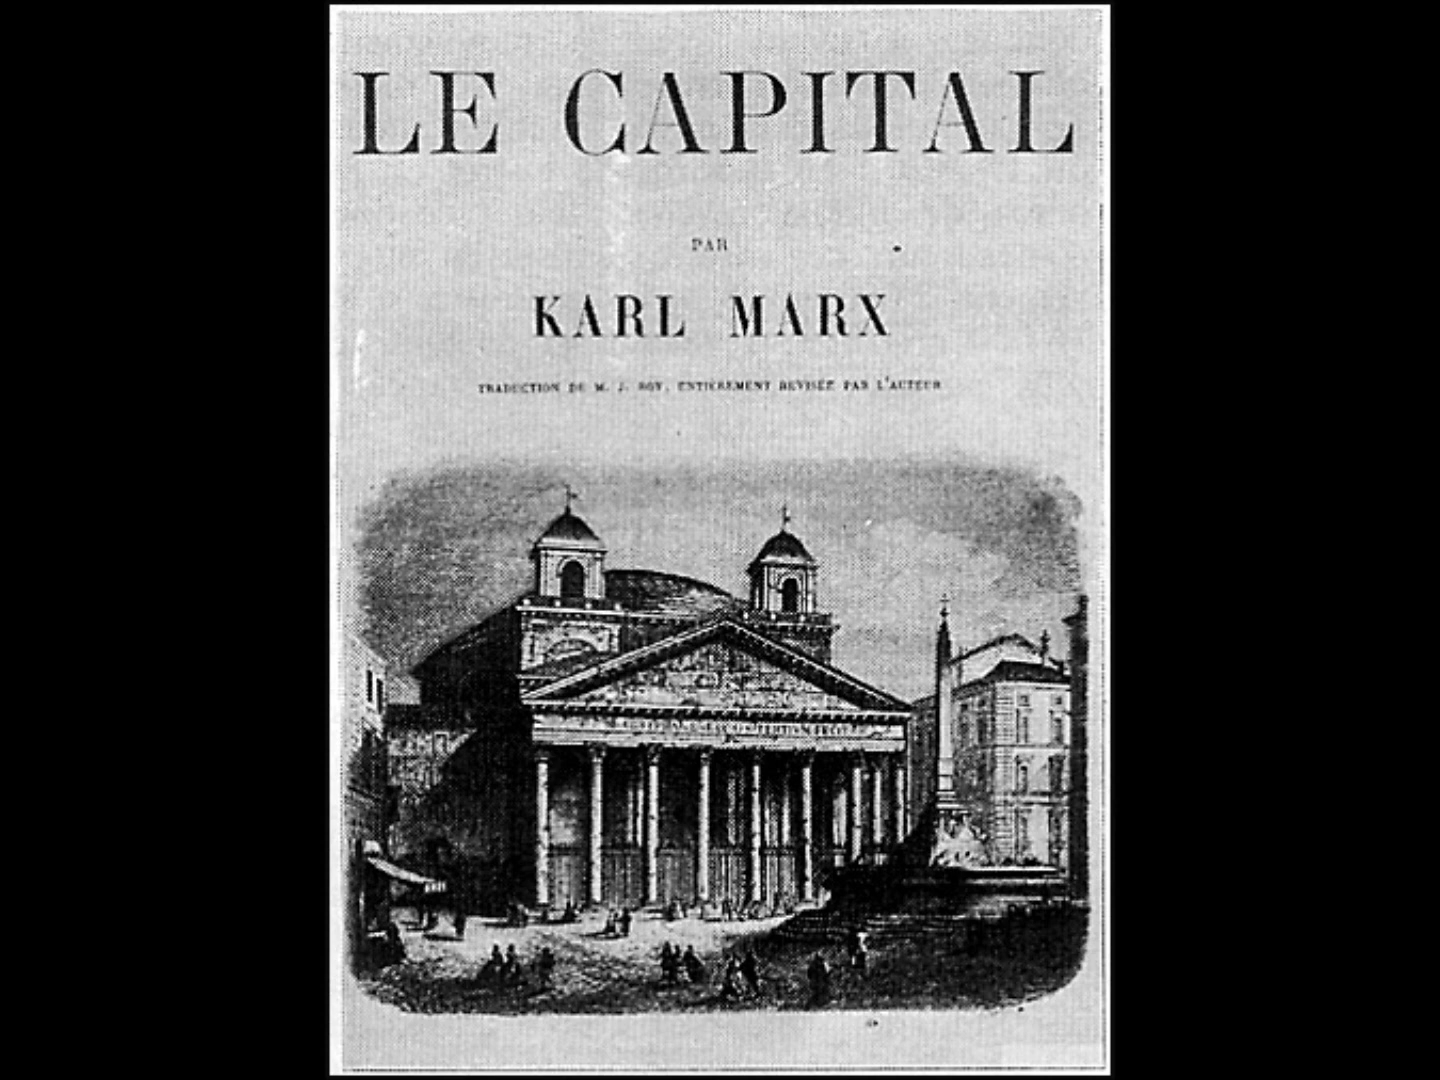 LE CAPITAL
PAR
KARL MARX
TRADUCTION DE M. J. ROY, ENTIÈREMENT REVISÉE PAR L'AUTEUR